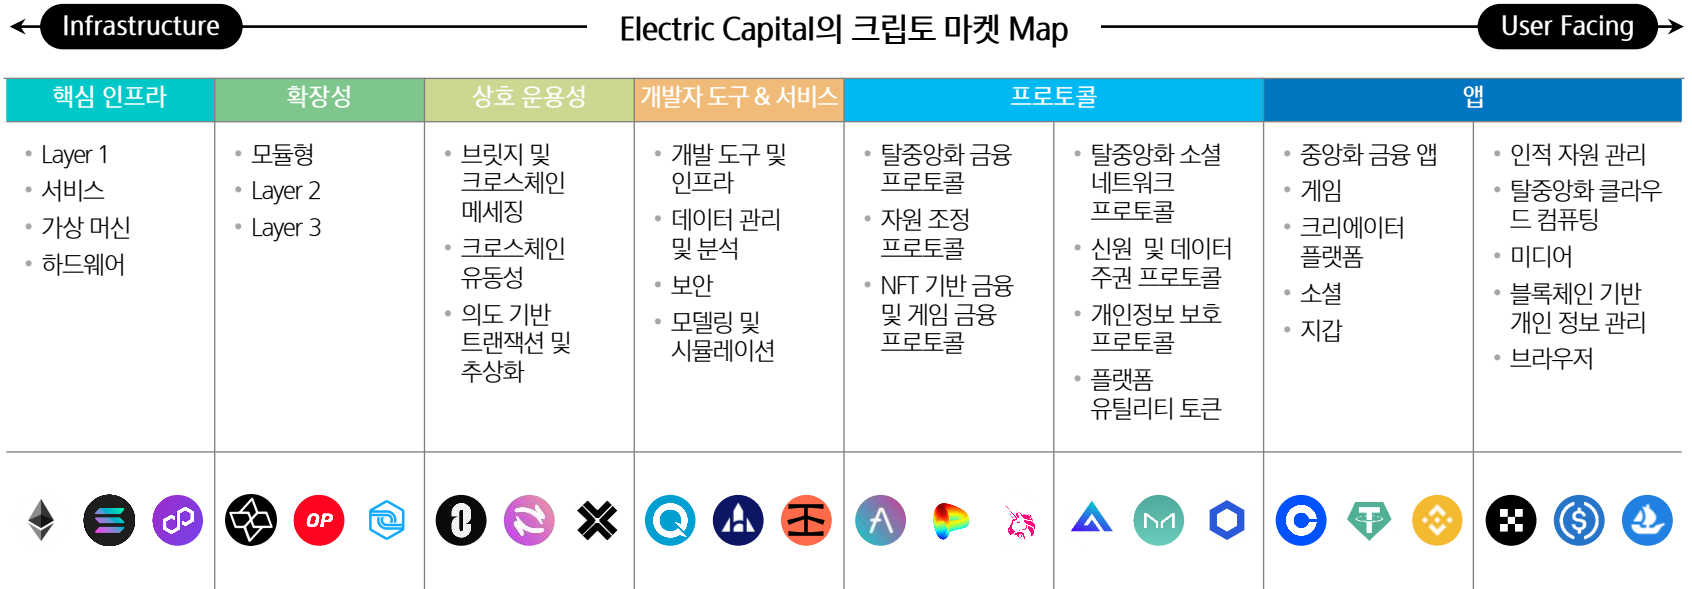 Infrastructure
Electric Capital의 크립토 마켓 Map
User Facing
핵심 인프라
확장성
상호 운용성
개발자 도구 & 서비스
프로토콜
앱
• Layer 1
• 서비스
• 가상 머신
• 하드웨어
• 모듈형
• Layer 2
• Layer 3
• 브릿지 및
크로스체인
메세징
• 크로스체인
유동성
• 의도 기반
트랜잭션 및
추상화
• 개발 도구 및
인프라
• 데이터 관리
및 분석
• 보안
• 모델링 및
시뮬레이션
• 탈중앙화 금융
프로토콜
• 자원 조정
프로토콜
• NFT 기반 금융
및 게임 금융
프로토콜
• 탈중앙화 소셜
네트워크
프로토콜
• 신원 및 데이터
주권 프로토콜
• 개인정보 보호
프로토콜
• 플랫폼
유틸리티 토큰
• 중앙화 금융 앱
• 게임
• 크리에이터
플랫폼
• 소셜
• 지갑
• 인적 자원 관리
• 탈중앙화 클라우
드 컴퓨팅
• 미디어
• 블록체인 기반
개인 정보 관리
• 브라우저
OP